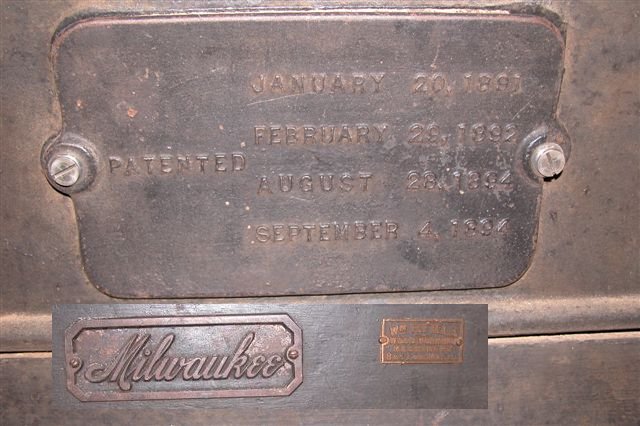 JANUARY 20, 1891
FEBRUARY 29, 1892
PATENTED
AUGUST 28, 1894
SEPTEMBER 4, 1894
Milwaukee